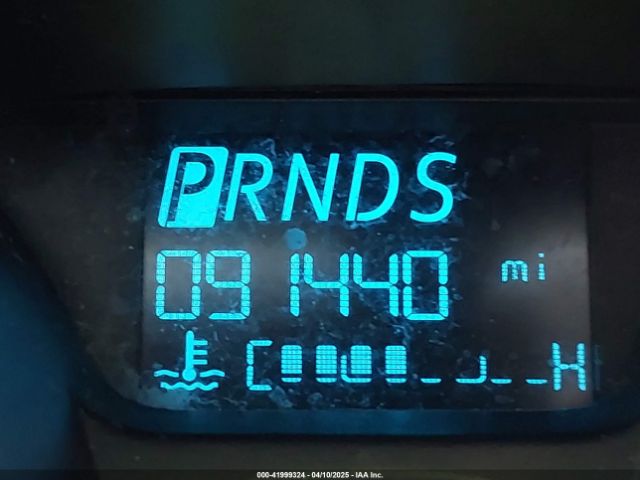 PRNDS
091440 mi
C H
000-41999324 - 04/10/2025 - IAA Inc.